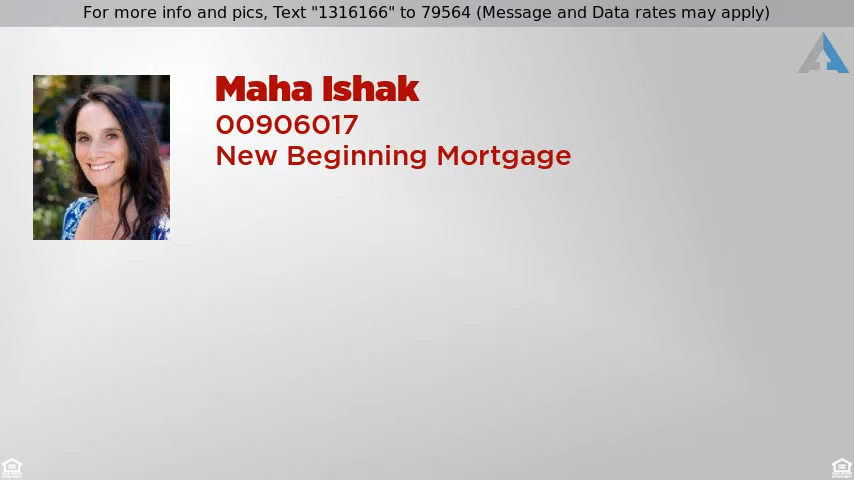 For more info and pics, Text "1316166" to 79564 (Message and Data rates may apply)
Maha Ishak
00906017
New Beginning Mortgage